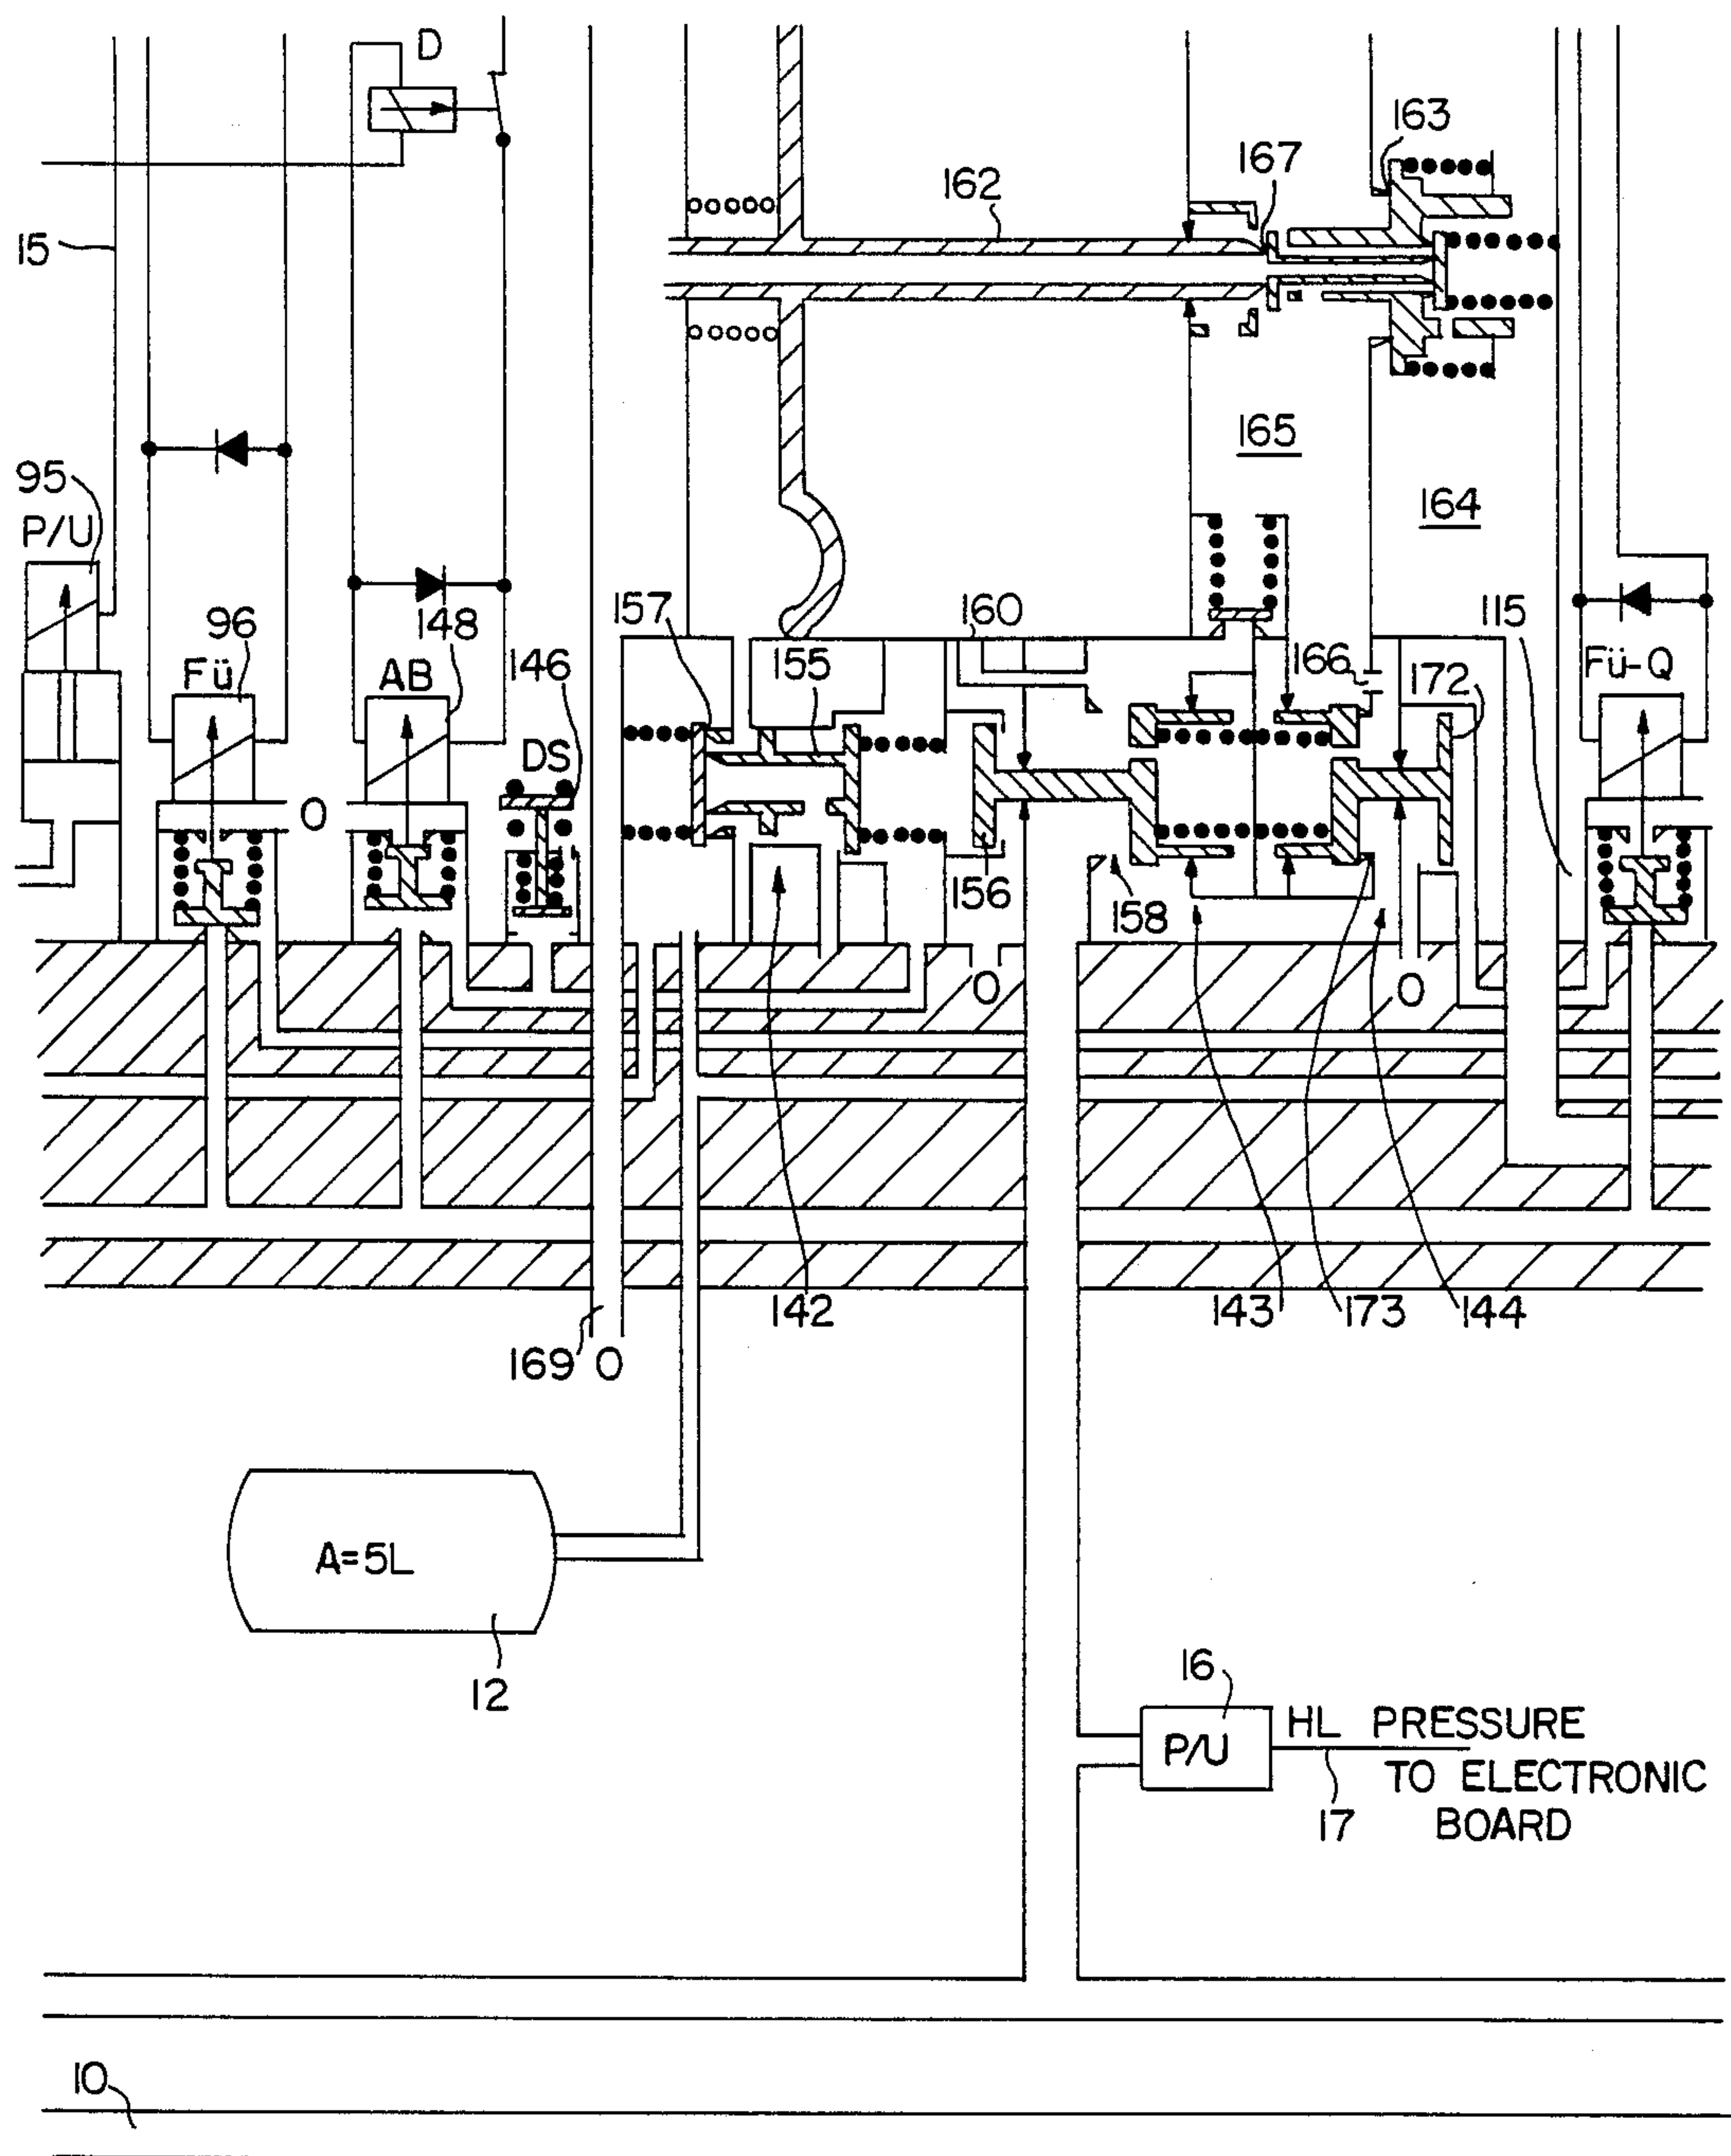 D
163
167
162
15
165
95
P/U
164
157
160
115
148
96
146
155
166
172
Fü
AB
Fü-Q
DS
O
156
158
O
O
142
143
173
144
169
O
A=5L
12
16
P/U
HL PRESSURE
TO ELECTRONIC
17
BOARD
10